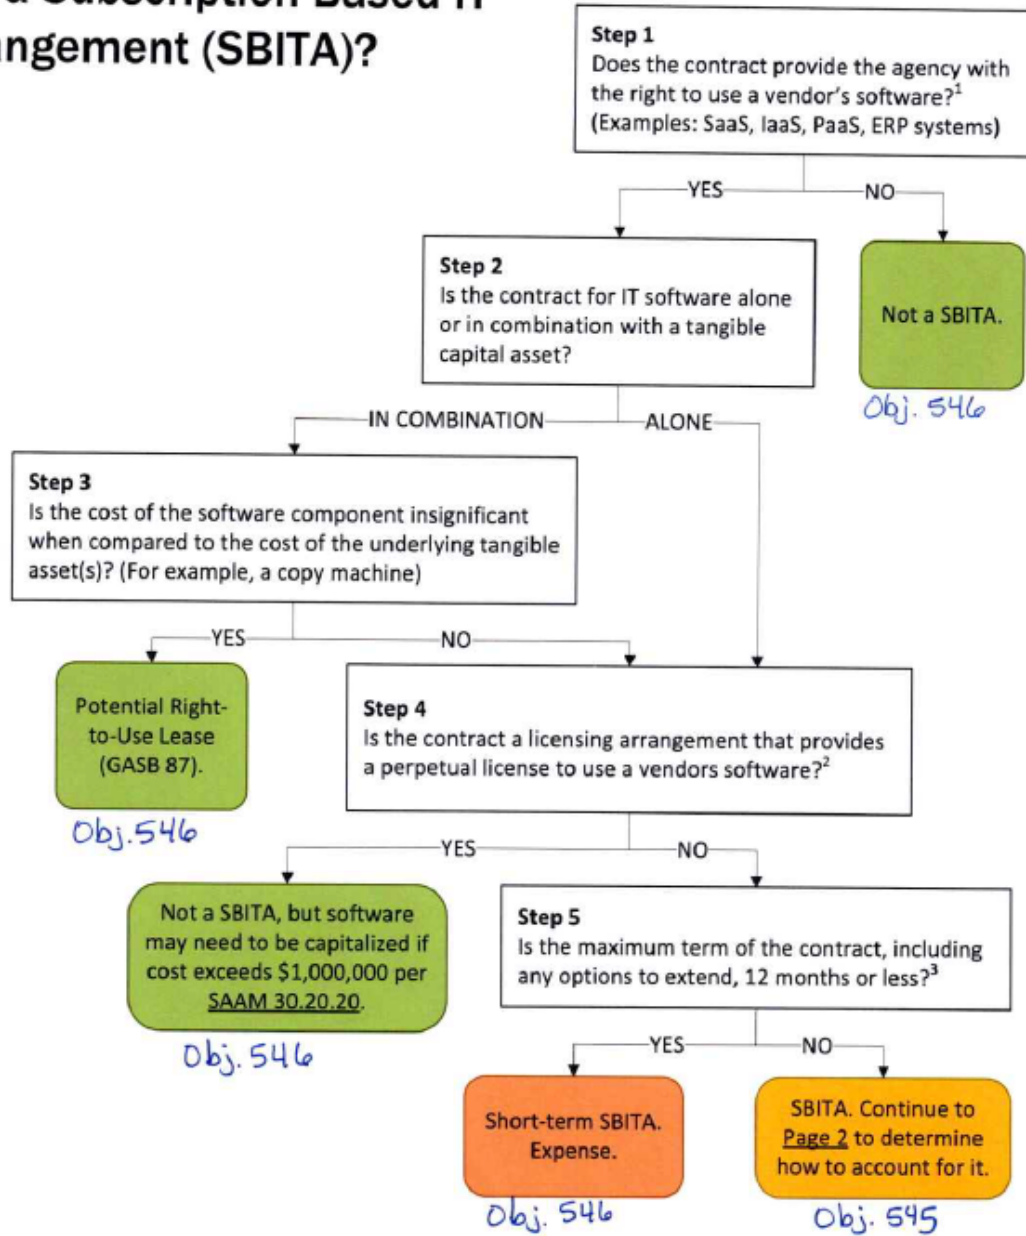 angement (SBITA)?
Step 1
Does the contract provide the agency with
the right to use a vendor's software?¹
(Examples: SaaS, IaaS, PaaS, ERP systems)
YES
NO
Step 2
Is the contract for IT software alone
or in combination with a tangible
capital asset?
Not a SBITA.
Obj. 546
IN COMBINATION
ALONE
Step 3
Is the cost of the software component insignificant
when compared to the cost of the underlying tangible
asset(s)? (For example, a copy machine)
YES
NO
Potential Right-
to-Use Lease
(GASB 87).
Obj. 546
Step 4
Is the contract a licensing arrangement that provides
a perpetual license to use a vendors software?²
YES
NO
Not a SBITA, but software
may need to be capitalized if
cost exceeds $1,000,000 per
SAAM 30.20.20.
Obj. 546
Step 5
Is the maximum term of the contract, including
any options to extend, 12 months or less?³
YES
NO
Short-term SBITA.
Expense.
Obj. 546
SBITA. Continue to
Page 2 to determine
how to account for it.
Obj. 545